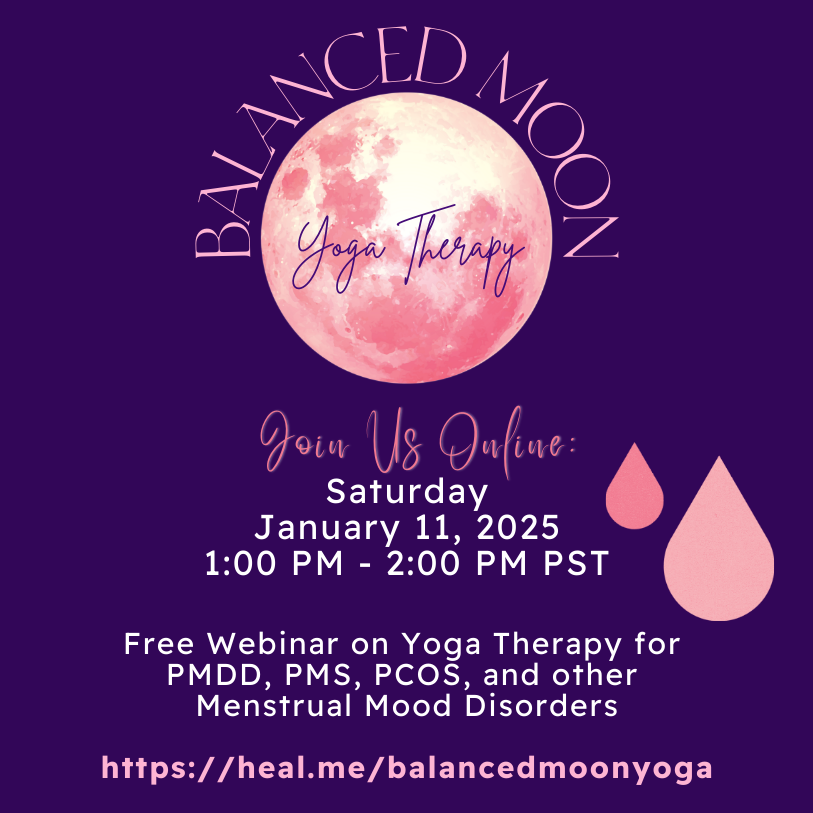 BALANCED MOON
Yoga Therapy
Join Us Online:
Saturday
January 11, 2025
1:00 PM - 2:00 PM PST
Free Webinar on Yoga Therapy for
PMDD, PMS, PCOS, and other
Menstrual Mood Disorders
https://heal.me/balancedmoonyoga